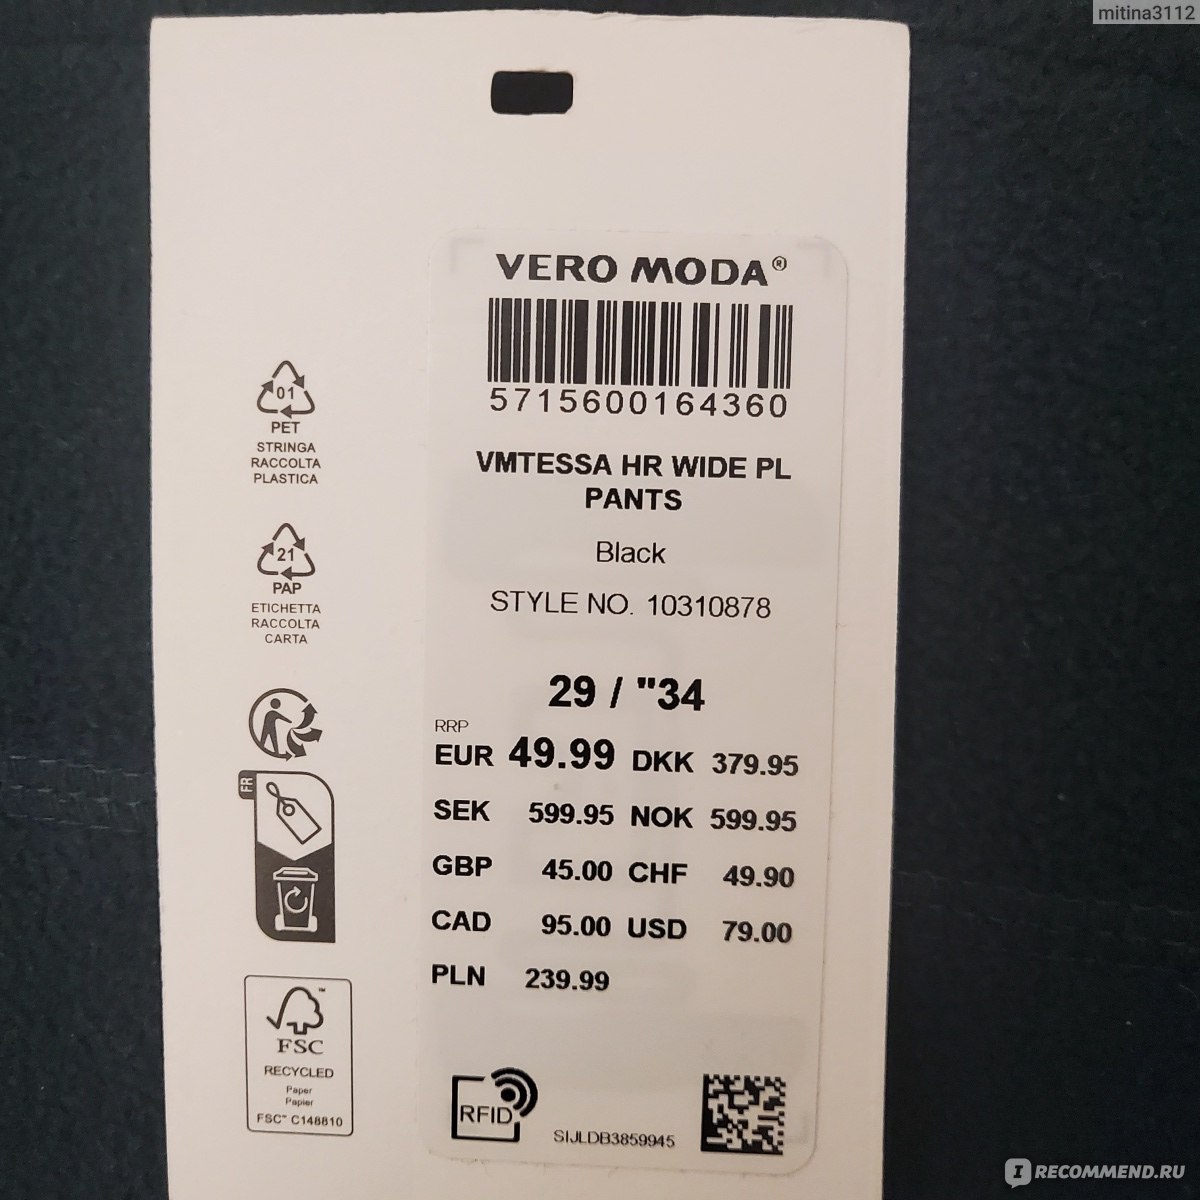 mitina3112
VERO MODA®
5715600164360
VMTESSA HR WIDE PL
PANTS
Black
STYLE NO. 10310878
29 / "34
RRP
EUR 49.99 DKK 379.95
SEK 599.95 NOK 599.95
GBP 45.00 CHF 49.90
CAD 95.00 USD 79.00
PLN 239.99
RFID
SIJLDB3859945
01
PET
STRINGA
RACCOLTA
PLASTICA
21
PAP
ETICHETTA
RACCOLTA
CARTA
FR
FSC™
RECYCLED
Paper
Papier
FSC™ C148810
IRECOMMEND.RU